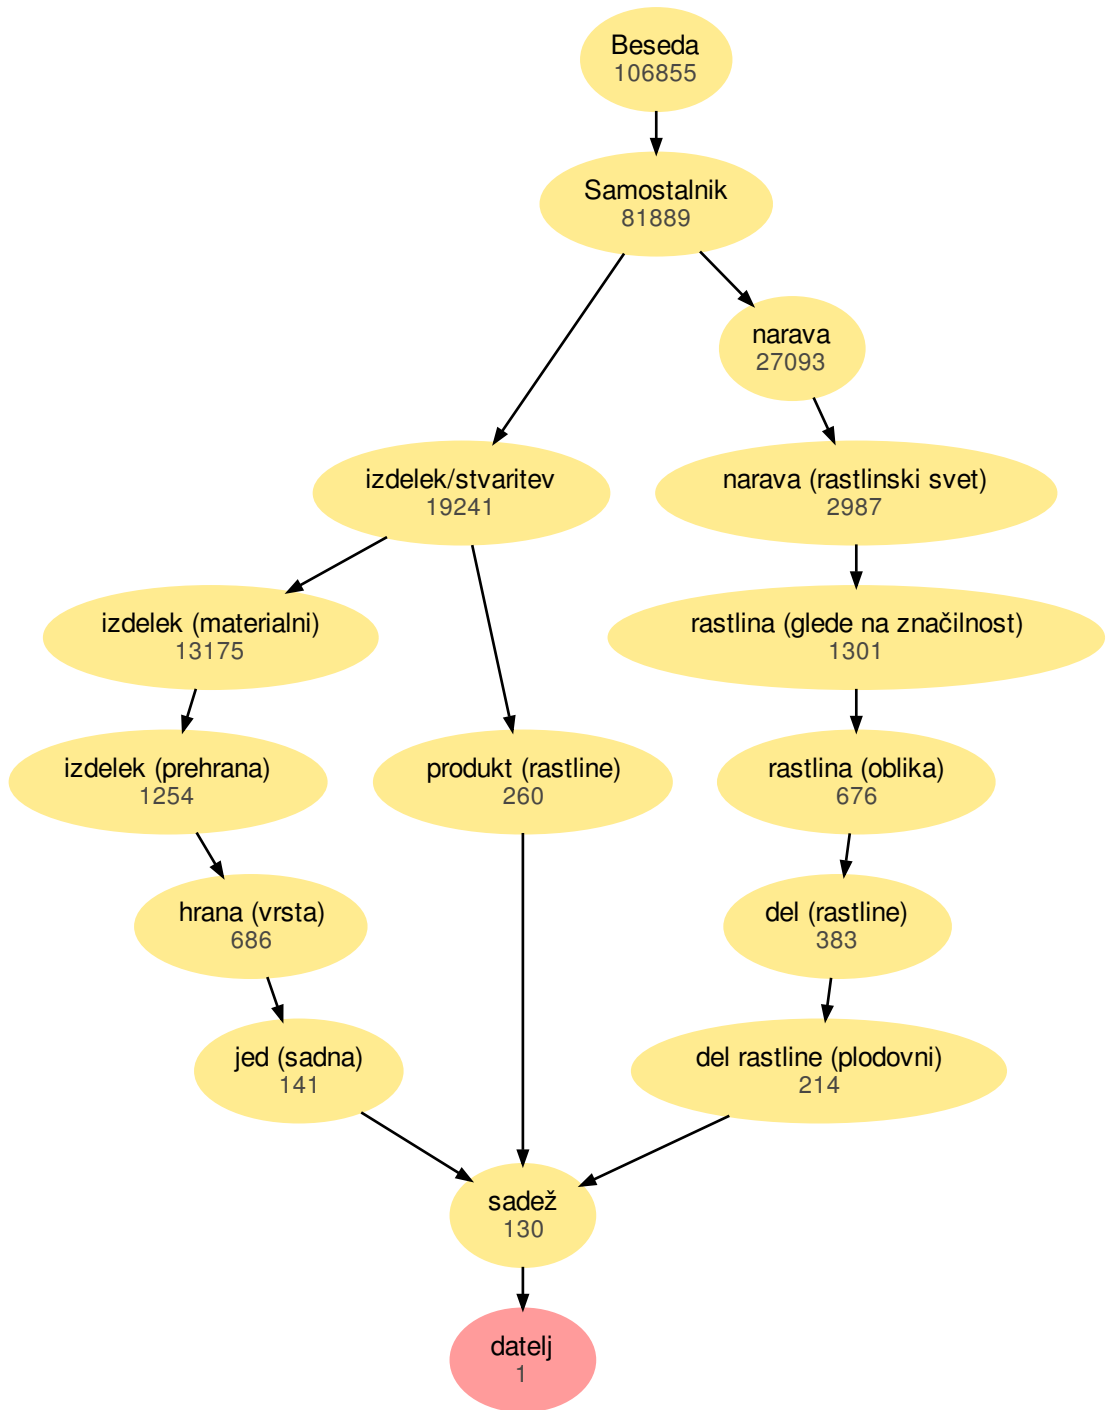 Beseda
106855
Samostalnik
81889
narava
27093
izdelek/stvaritev
19241
narava (rastlinski svet)
2987
izdelek (materialni)
13175
rastlina (glede na značilnost)
1301
izdelek (prehrana)
1254
produkt (rastline)
260
rastlina (oblika)
676
hrana (vrsta)
686
del (rastline)
383
jed (sadna)
141
del rastline (plodovni)
214
sadež
130
datelj
1